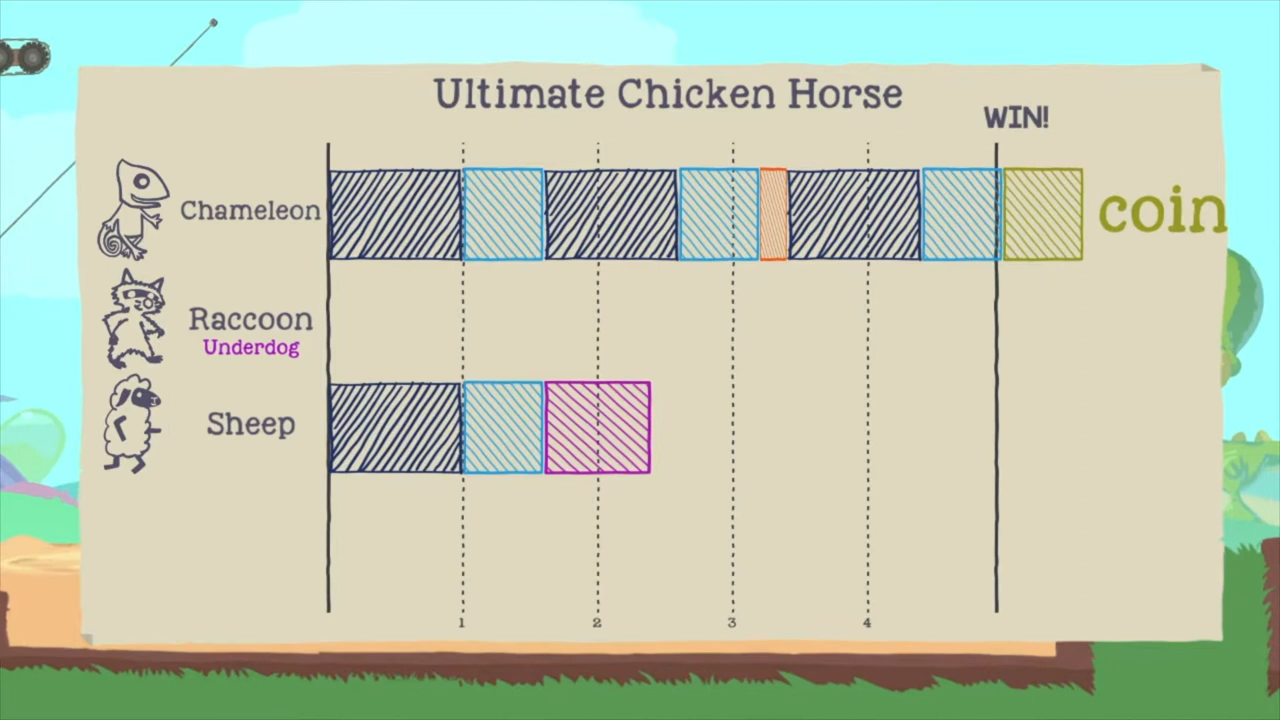 Ultimate Chicken Horse
WIN!
Chameleon
coin
Raccoon
Underdog
Sheep
1 2 3 4